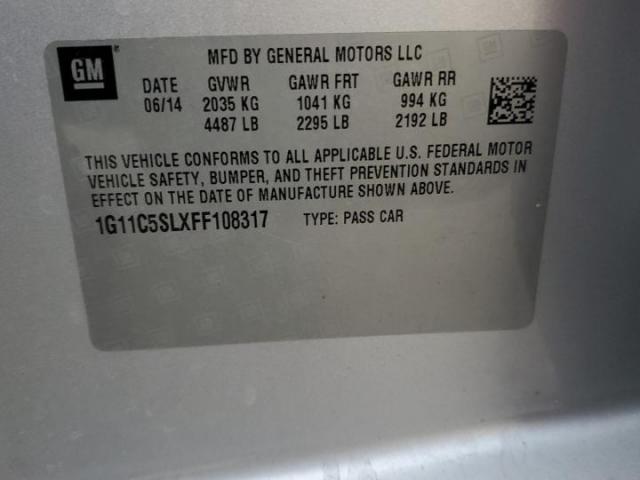 GM
MFD BY GENERAL MOTORS LLC
DATE GVWR GAWR FRT GAWR RR
06/14 2035 KG 1041 KG 994 KG
4487 LB 2295 LB 2192 LB
THIS VEHICLE CONFORMS TO ALL APPLICABLE U.S. FEDERAL MOTOR
VEHICLE SAFETY, BUMPER, AND THEFT PREVENTION STANDARDS IN
EFFECT ON THE DATE OF MANUFACTURE SHOWN ABOVE.
1G11C5SLXFF108317 TYPE: PASS CAR